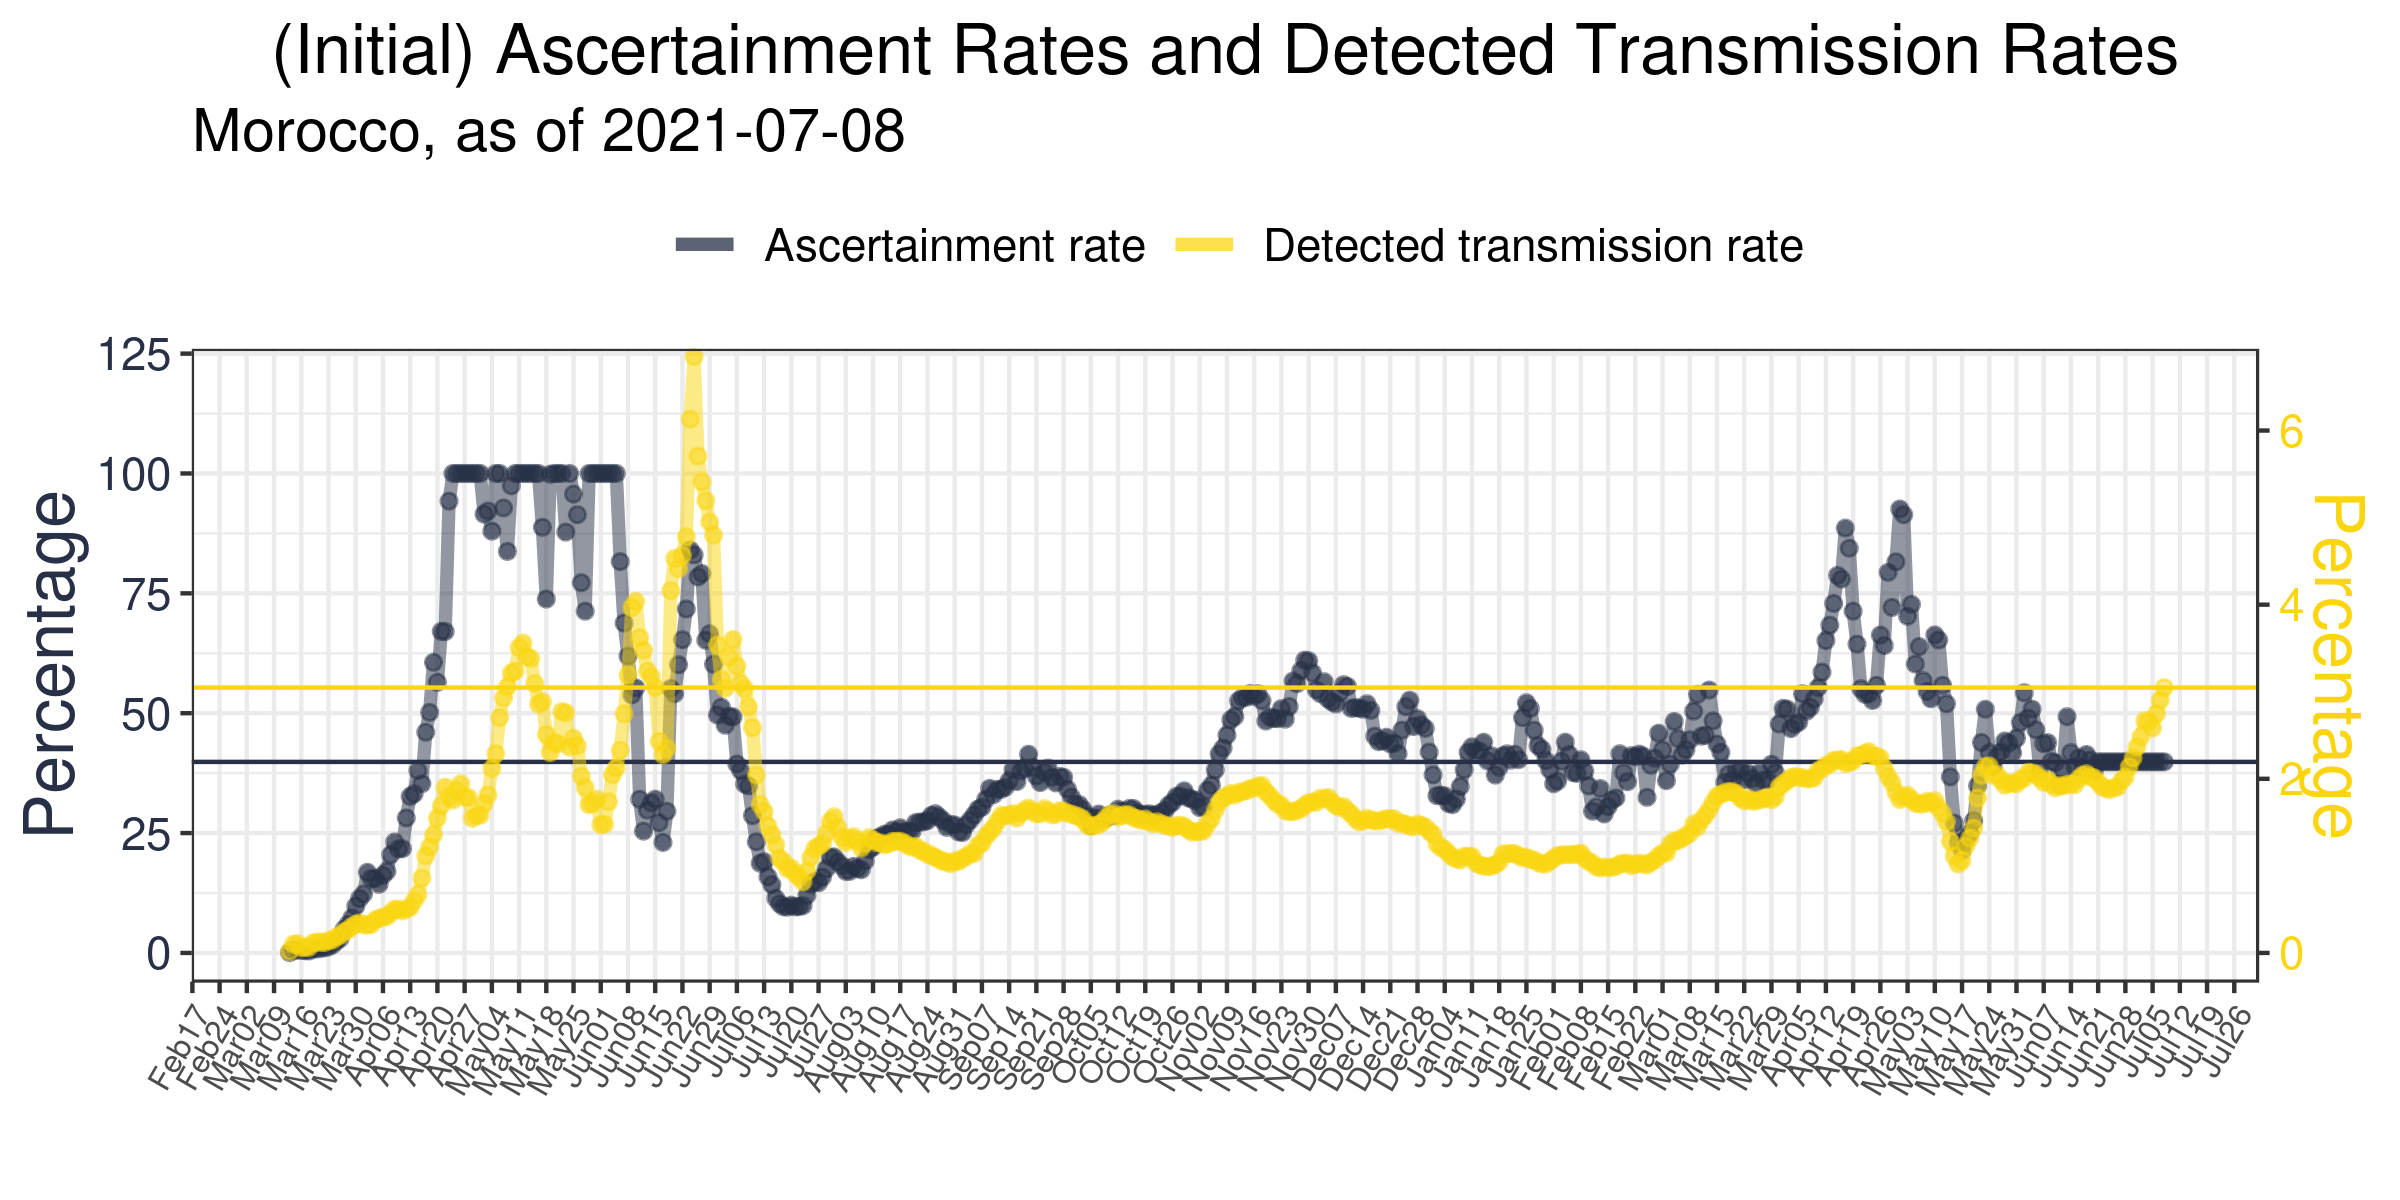 (Initial) Ascertainment Rates and Detected Transmission Rates
Morocco, as of 2021-07-08
Ascertainment rate
Detected transmission rate
Percentage
125
100
75
50
25
0
6
4
2
0
Percentage
Feb17
Feb24
Mar02
Mar09
Mar16
Mar23
Mar30
Apr06
Apr13
Apr20
Apr27
May04
May11
May18
May25
Jun01
Jun08
Jun15
Jun22
Jun29
Jul06
Jul13
Jul20
Jul27
Aug03
Aug10
Aug17
Aug24
Aug31
Sep07
Sep14
Sep21
Sep28
Oct05
Oct12
Oct19
Oct26
Nov02
Nov09
Nov16
Nov23
Nov30
Dec07
Dec14
Dec21
Dec28
Jan04
Jan11
Jan18
Jan25
Feb01
Feb08
Feb15
Feb22
Mar01
Mar08
Mar15
Mar22
Mar29
Apr05
Apr12
Apr19
Apr26
May03
May10
May17
May24
May31
Jun07
Jun14
Jun21
Jun28
Jul05
Jul12
Jul19
Jul26